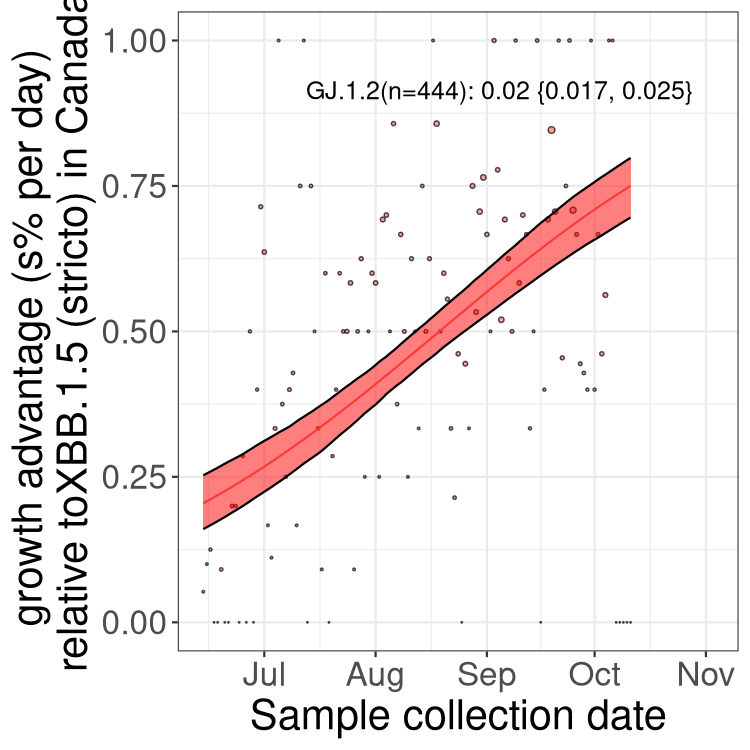 growth advantage (s% per day)
relative toXBB.1.5 (stricto) in Canada
1.00
0.75
0.50
0.25
0.00
GJ.1.2(n=444): 0.02 {0.017, 0.025}
Jul Aug Sep Oct Nov
Sample collection date